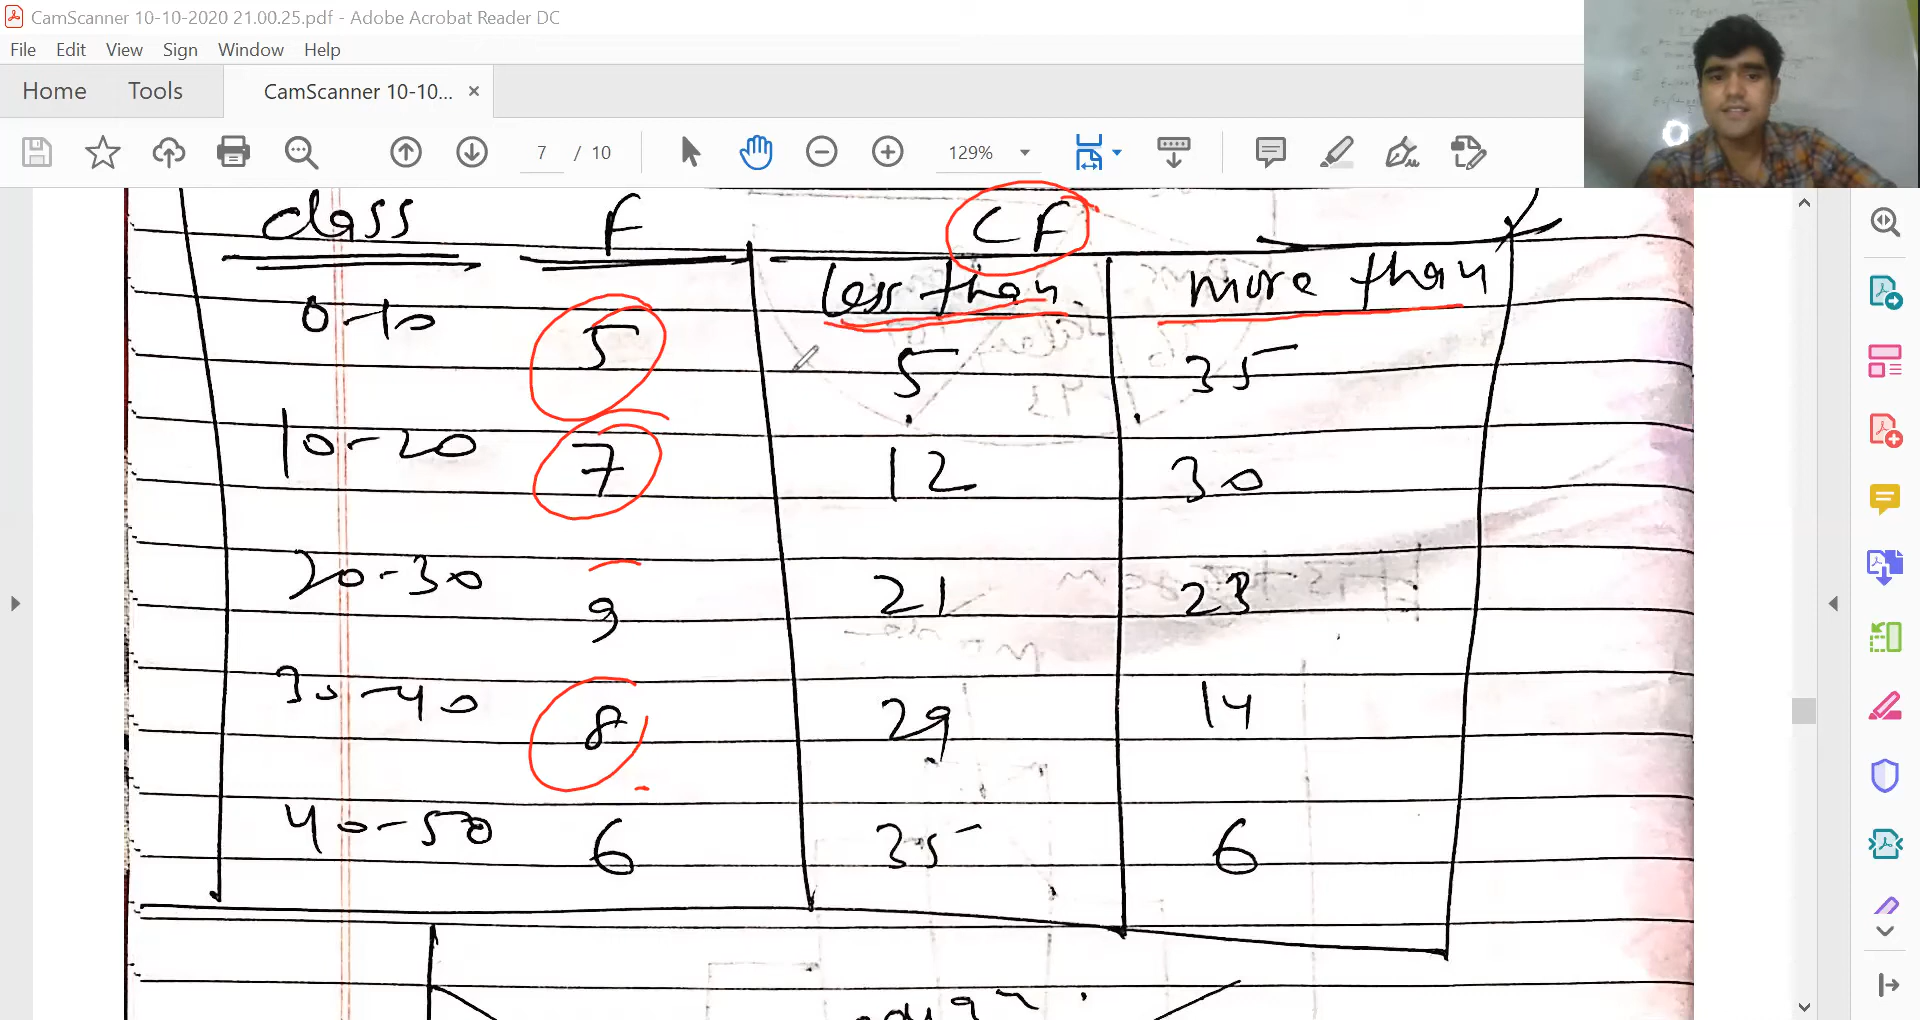 CamScanner 10-10-2020 21.00.25.pdf - Adobe Acrobat Reader DC
File Edit View Sign Window Help
Home Tools CamScanner 10-10... ×
7 / 10 129%
class F CF
less than more than
0-10 5 5 35
10-20 7 12 30
20-30 9 21 23
30-40 8 29 14
40-50 6 35 6